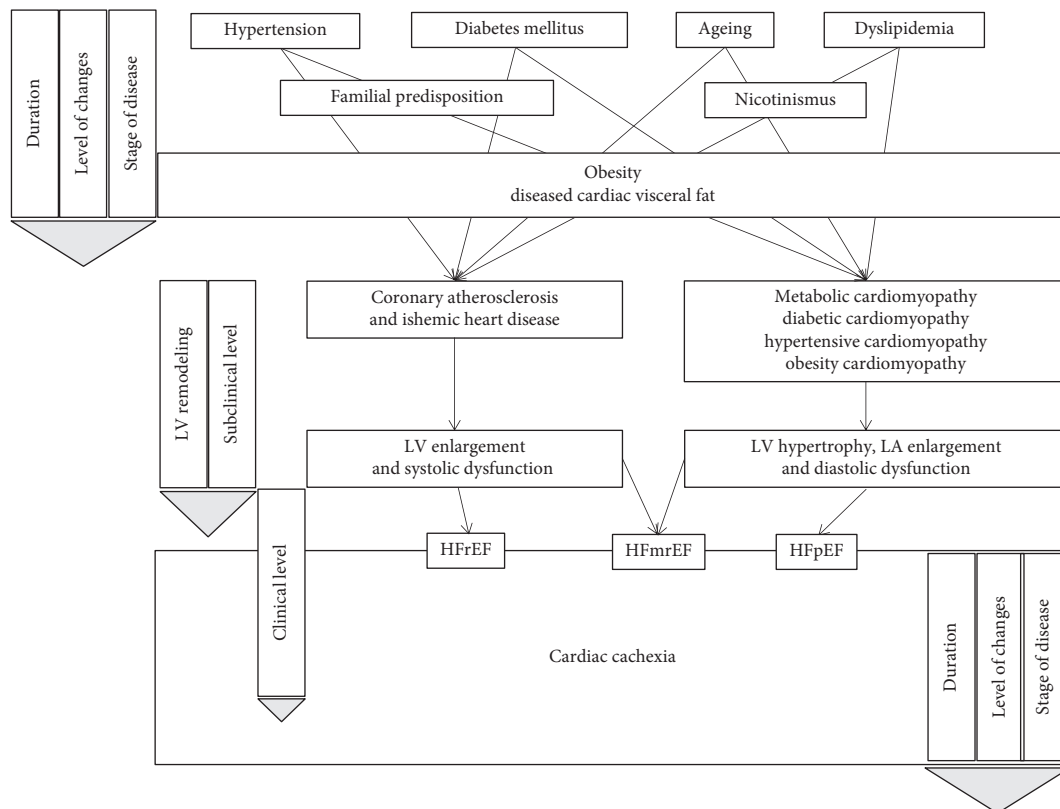 Hypertension
Diabetes mellitus
Ageing
Dyslipidemia
Familial predisposition
Nicotinismus
Duration
Level of changes
Stage of disease
Obesity
diseased cardiac visceral fat
Coronary atherosclerosis
and ishemic heart disease
Metabolic cardiomyopathy
diabetic cardiomyopathy
hypertensive cardiomyopathy
obesity cardiomyopathy
LV remodeling
Subclinical level
LV enlargement
and systolic dysfunction
LV hypertrophy, LA enlargement
and diastolic dysfunction
HFrEF
HFmrEF
HFpEF
Clinical level
Cardiac cachexia
Duration
Level of changes
Stage of disease